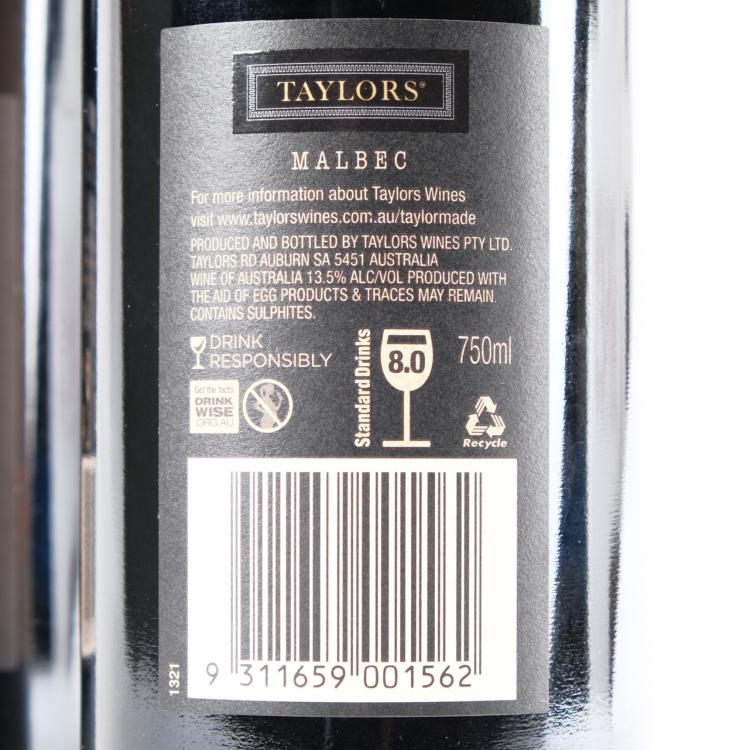 TAYLORS®
MALBEC
For more information about Taylors Wines
visit www.taylorswines.com.au/taylormade
PRODUCED AND BOTTLED BY TAYLORS WINES PTY LTD.
TAYLORS RD AUBURN SA 5451 AUSTRALIA
WINE OF AUSTRALIA 13.5% ALC/VOL PRODUCED WITH
THE AID OF EGG PRODUCTS & TRACES MAY REMAIN.
CONTAINS SULPHITES.
DRINK
RESPONSIBLY
Get the facts
DRINK
WISE
ORG.AU
Standard Drinks
8.0
750ml
Recycle
1321
9 311659 001562